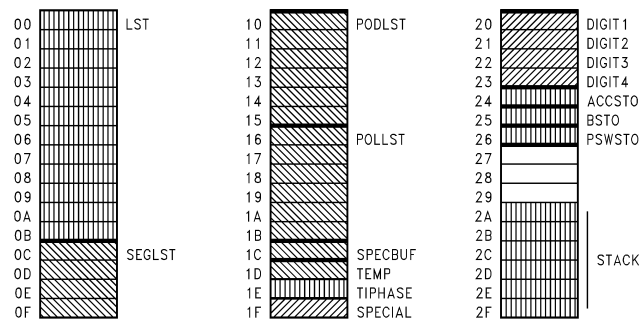 00 LST
01
02
03
04
05
06
07
08
09
0A
0B
0C SEGLST
0D
0E
0F
10 PODLST
11
12
13
14
15
16 POLLST
17
18
19
1A
1B
1C SPECBUF
1D TEMP
1E TIPHASE
1F SPECIAL
20 DIGIT1
21 DIGIT2
22 DIGIT3
23 DIGIT4
24 ACCSTO
25 BSTO
26 PSWSTO
27
28
29
2A
2B
2C STACK
2D
2E
2F